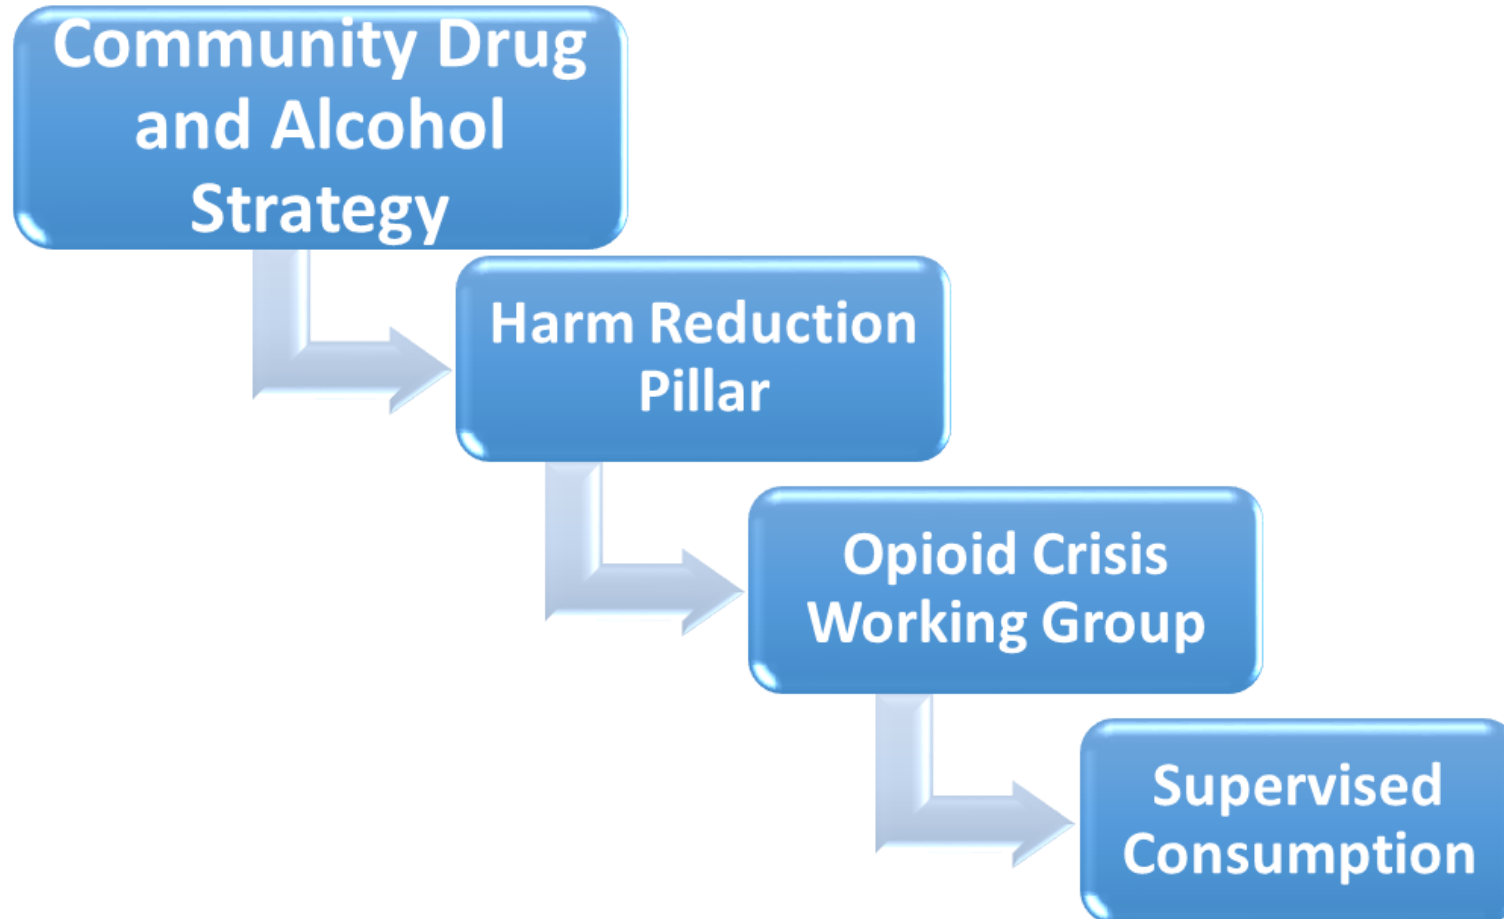 Community Drug
and Alcohol
Strategy
Harm Reduction
Pillar
Opioid Crisis
Working Group
Supervised
Consumption